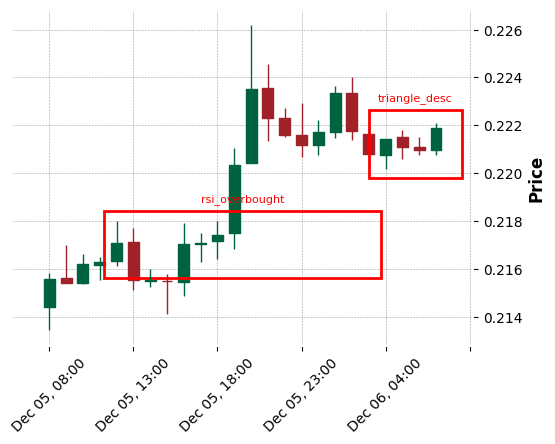 0.226
0.224
triangle_desc
0.222
0.220
rsi_overbought
0.218
0.216
0.214
Price
Dec 05, 08:00
Dec 05, 13:00
Dec 05, 18:00
Dec 05, 23:00
Dec 06, 04:00